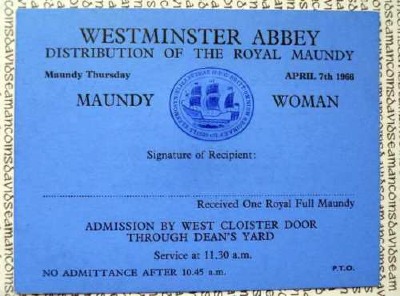 WESTMINSTER ABBEY
DISTRIBUTION OF THE ROYAL MAUNDY
Maundy Thursday APRIL 7th 1966
MAUNDY WOMAN
Signature of Recipient:
Received One Royal Full Maundy
ADMISSION BY WEST CLOISTER DOOR
THROUGH DEAN'S YARD
Service at 11.30 a.m.
NO ADMITTANCE AFTER 10.45 a.m. P.T.O.